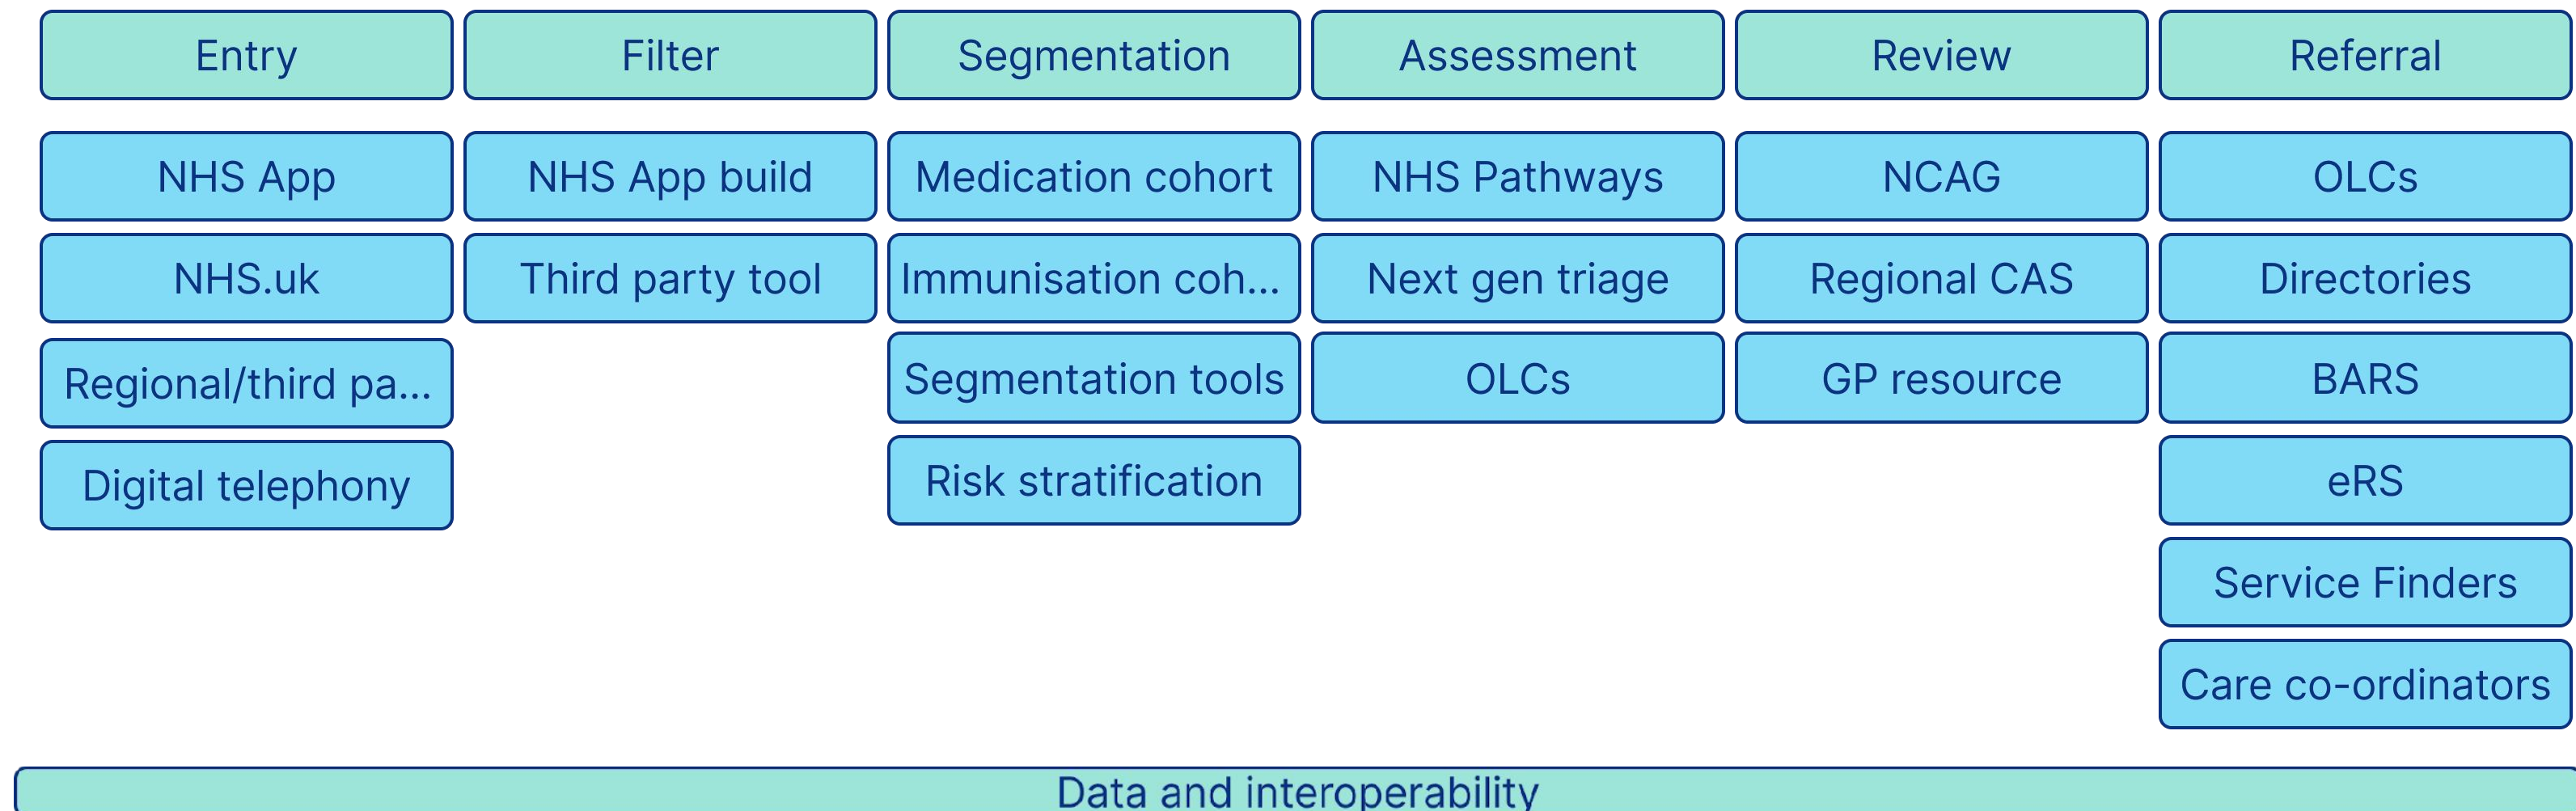 Entry
Filter
Segmentation
Assessment
Review
Referral
NHS App
NHS App build
Medication cohort
NHS Pathways
NCAG
OLCs
NHS.uk
Third party tool
Immunisation coh...
Next gen triage
Regional CAS
Directories
Regional/third pa...
Segmentation tools
OLCs
GP resource
BARS
Digital telephony
Risk stratification
eRS
Service Finders
Care co-ordinators
Data and interoperability